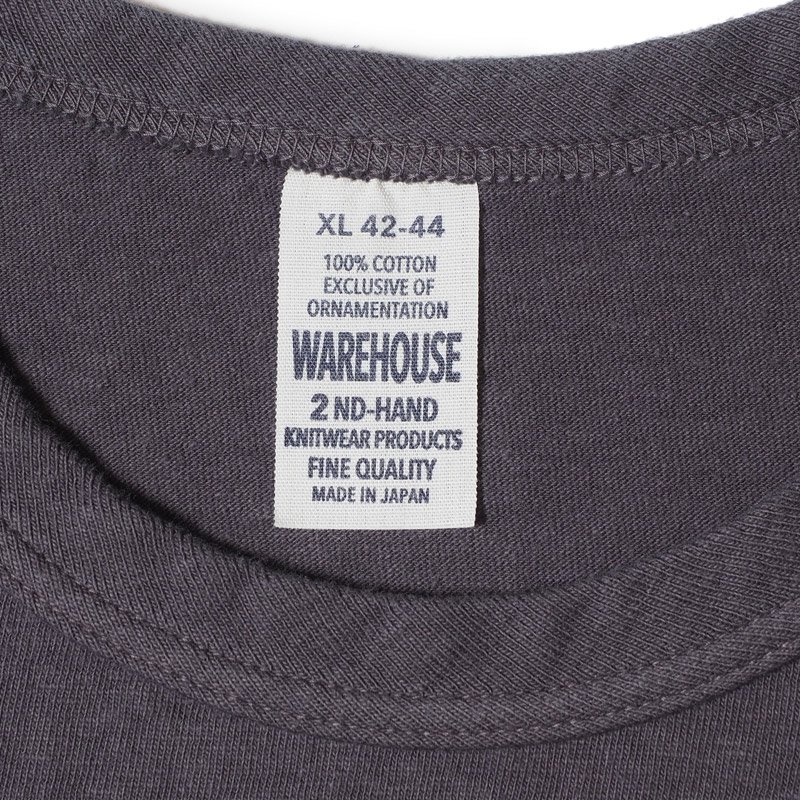 XL 42-44
100% COTTON
EXCLUSIVE OF
ORNAMENTATION
WAREHOUSE
2 ND-HAND
KNITWEAR PRODUCTS
FINE QUALITY
MADE IN JAPAN